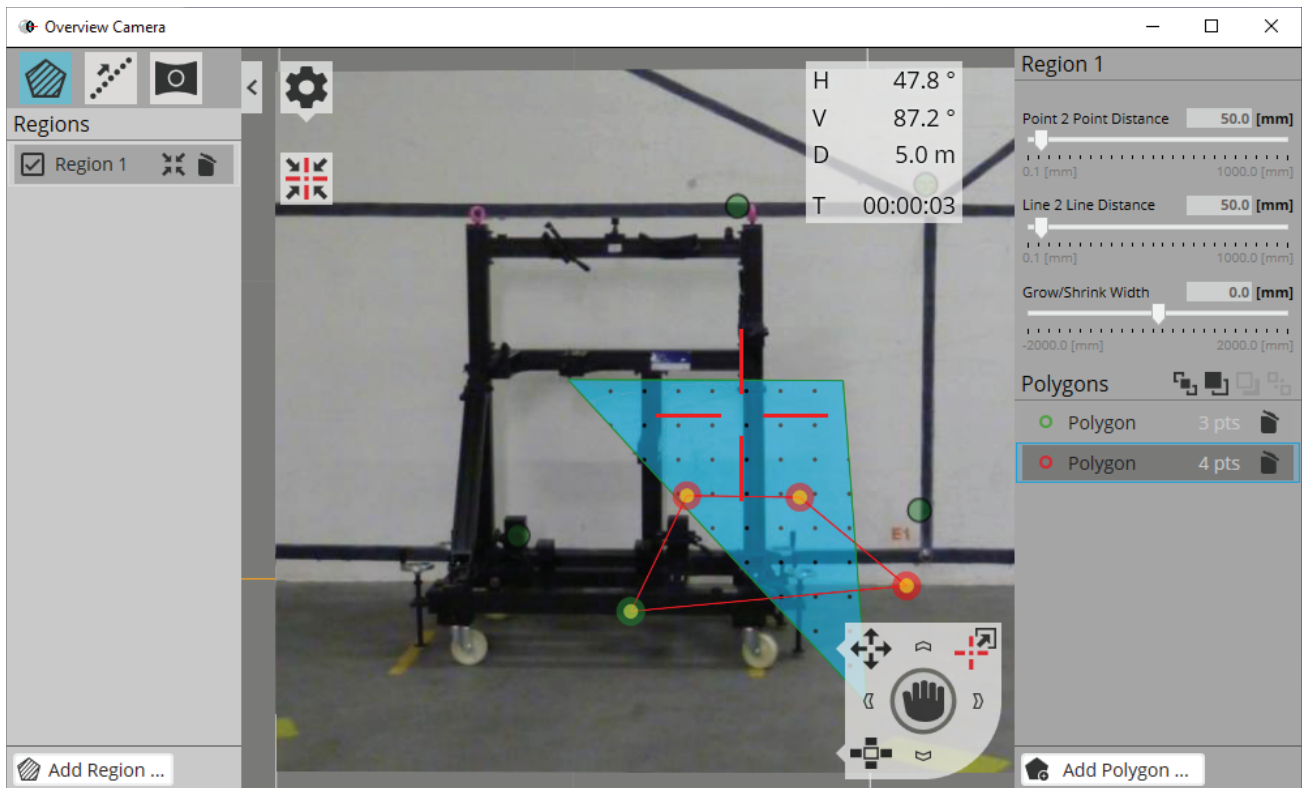 Overview Camera
Regions
Region 1
Add Region ...
H 47.8 °
V 87.2 °
D 5.0 m
T 00:00:03
E1
Region 1
Point 2 Point Distance 50.0 [mm]
0.1 [mm] 1000.0 [mm]
Line 2 Line Distance 50.0 [mm]
0.1 [mm] 1000.0 [mm]
Grow/Shrink Width 0.0 [mm]
-2000.0 [mm] 2000.0 [mm]
Polygons
Polygon 3 pts
Polygon 4 pts
Add Polygon ...